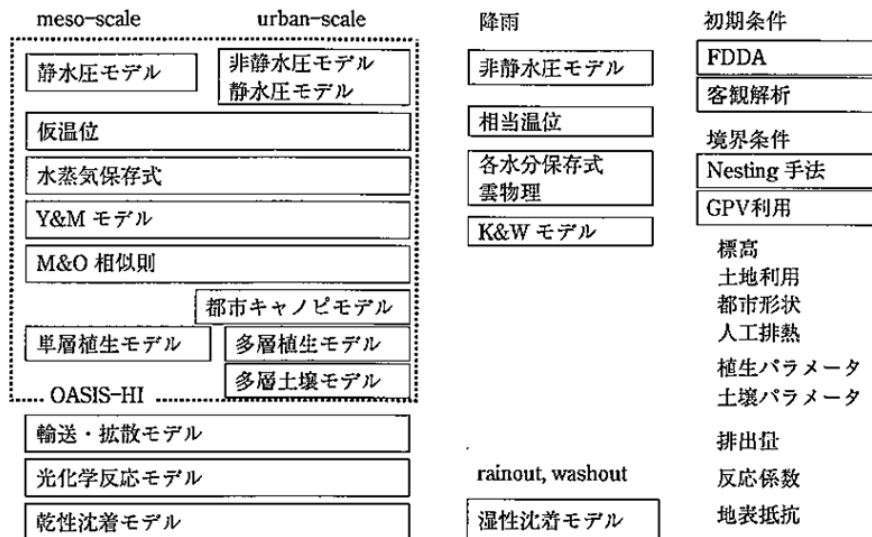 meso-scale
urban-scale
静水圧モデル
非静水圧モデル
静水圧モデル
仮温位
水蒸気保存式
Y&M モデル
M&O 相似則
都市キャノピモデル
単層植生モデル
多層植生モデル
多層土壌モデル
OASIS-HI
輸送・拡散モデル
光化学反応モデル
乾性沈着モデル
降雨
非静水圧モデル
相当温位
各水分保存式
雲物理
K&W モデル
rainout, washout
湿性沈着モデル
初期条件
FDDA
客観解析
境界条件
Nesting 手法
GPV利用
標高
土地利用
都市形状
人工排熱
植生パラメータ
土壌パラメータ
排出量
反応係数
地表抵抗